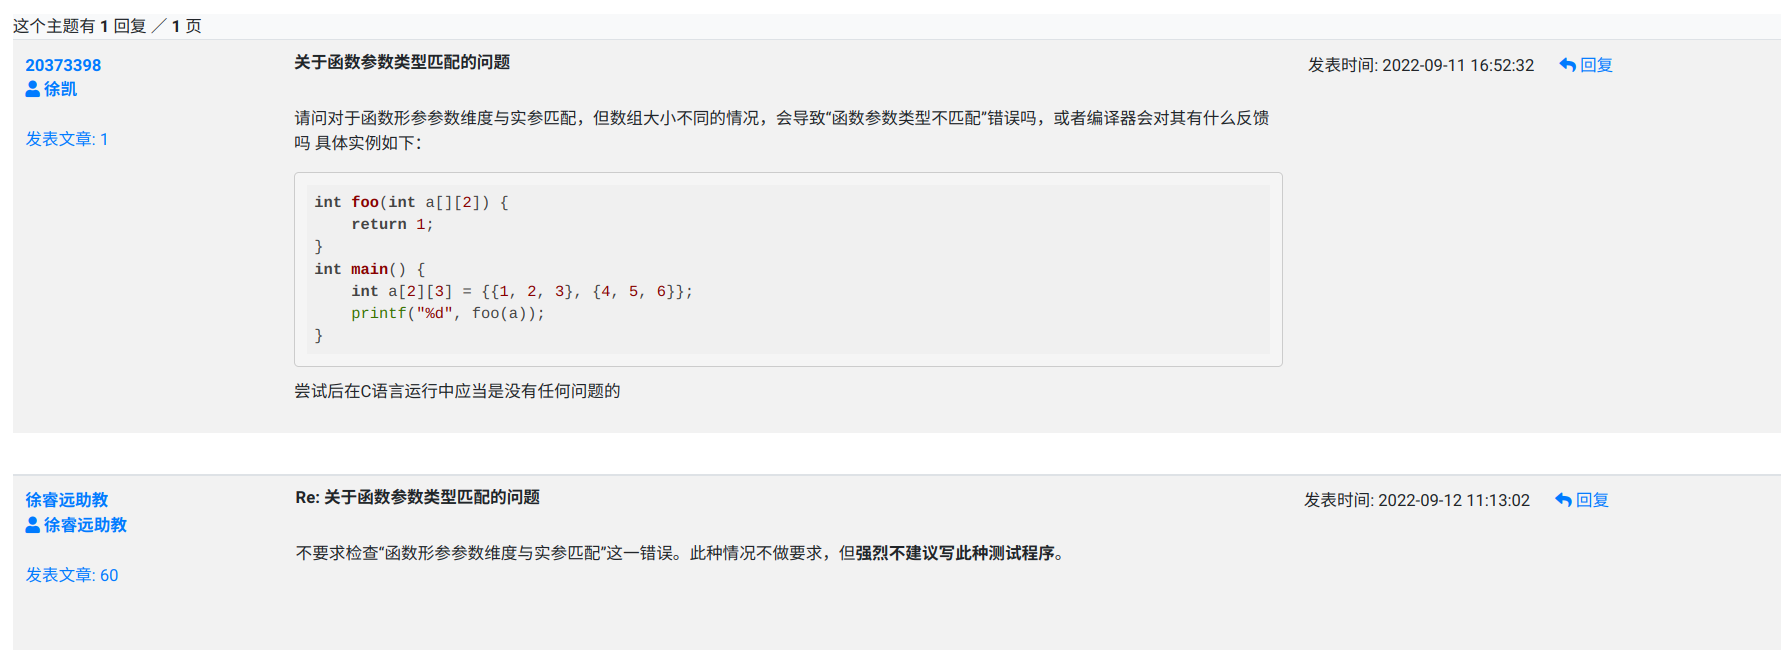 这个主题有 1 回复 ／ 1 页
20373398
徐凯
发表文章: 1
关于函数参数类型匹配的问题
发表时间: 2022-09-11 16:52:32 回复
请问对于函数形参参数维度与实参匹配，但数组大小不同的情况，会导致“函数参数类型不匹配”错误吗，或者编译器会对其有什么反馈
吗 具体实例如下：
int foo(int a[][2]) {
    return 1;
}
int main() {
    int a[2][3] = {{1, 2, 3}, {4, 5, 6}};
    printf("%d", foo(a));
}
尝试后在C语言运行中应当是没有任何问题的
徐睿远助教
徐睿远助教
发表文章: 60
Re: 关于函数参数类型匹配的问题
发表时间: 2022-09-12 11:13:02 回复
不要求检查“函数形参参数维度与实参匹配”这一错误。此种情况不做要求，但强烈不建议写此种测试程序。